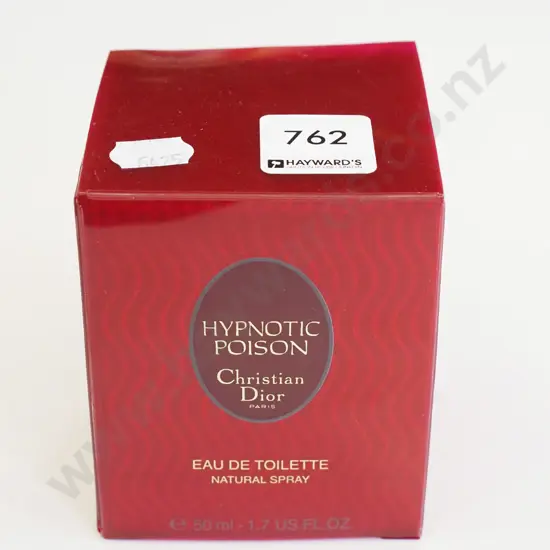 762
HAYWARD'S
HYPNOTIC
POISON
Christian
Dior
PARIS
EAU DE TOILETTE
NATURAL SPRAY
℮ 50 ml - 1.7 US FL.OZ